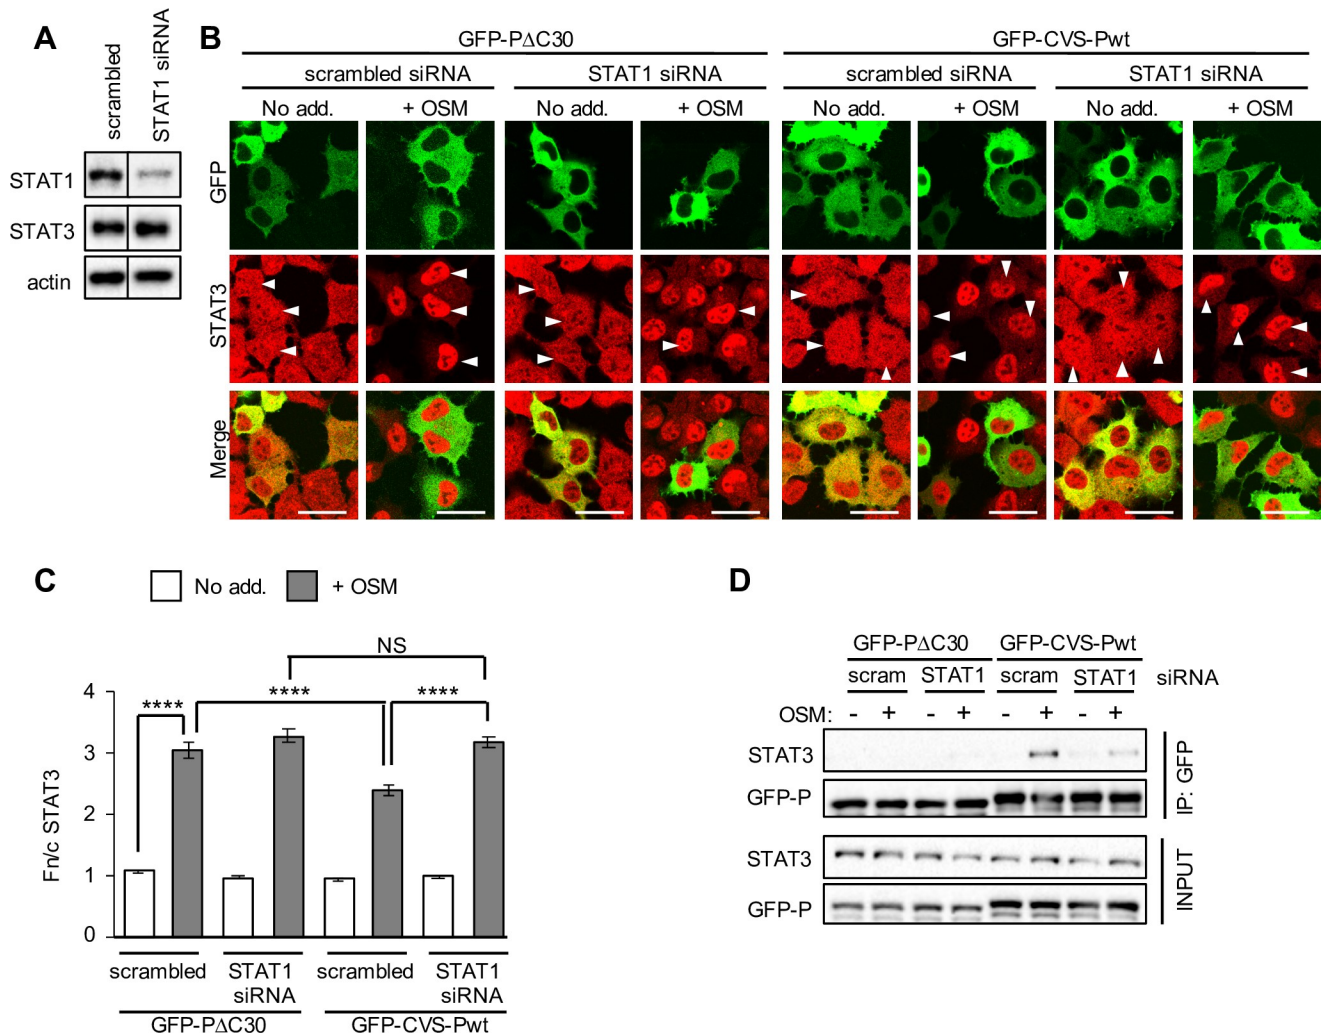 A
scrambled
STAT1 siRNA
STAT1
STAT3
actin
B
GFP-PΔC30
GFP-CVS-Pwt
scrambled siRNA
STAT1 siRNA
scrambled siRNA
STAT1 siRNA
No add.
+ OSM
No add.
+ OSM
No add.
+ OSM
No add.
+ OSM
GFP
STAT3
Merge
C
No add.
+ OSM
NS
****
****
****
Fn/c STAT3
4
3
2
1
0
scrambled
STAT1
siRNA
scrambled
STAT1
siRNA
GFP-PΔC30
GFP-CVS-Pwt
D
GFP-PΔC30
GFP-CVS-Pwt
scram
STAT1
scram
STAT1
siRNA
OSM:
- + - + - + - +
STAT3
GFP-P
IP: GFP
STAT3
GFP-P
INPUT